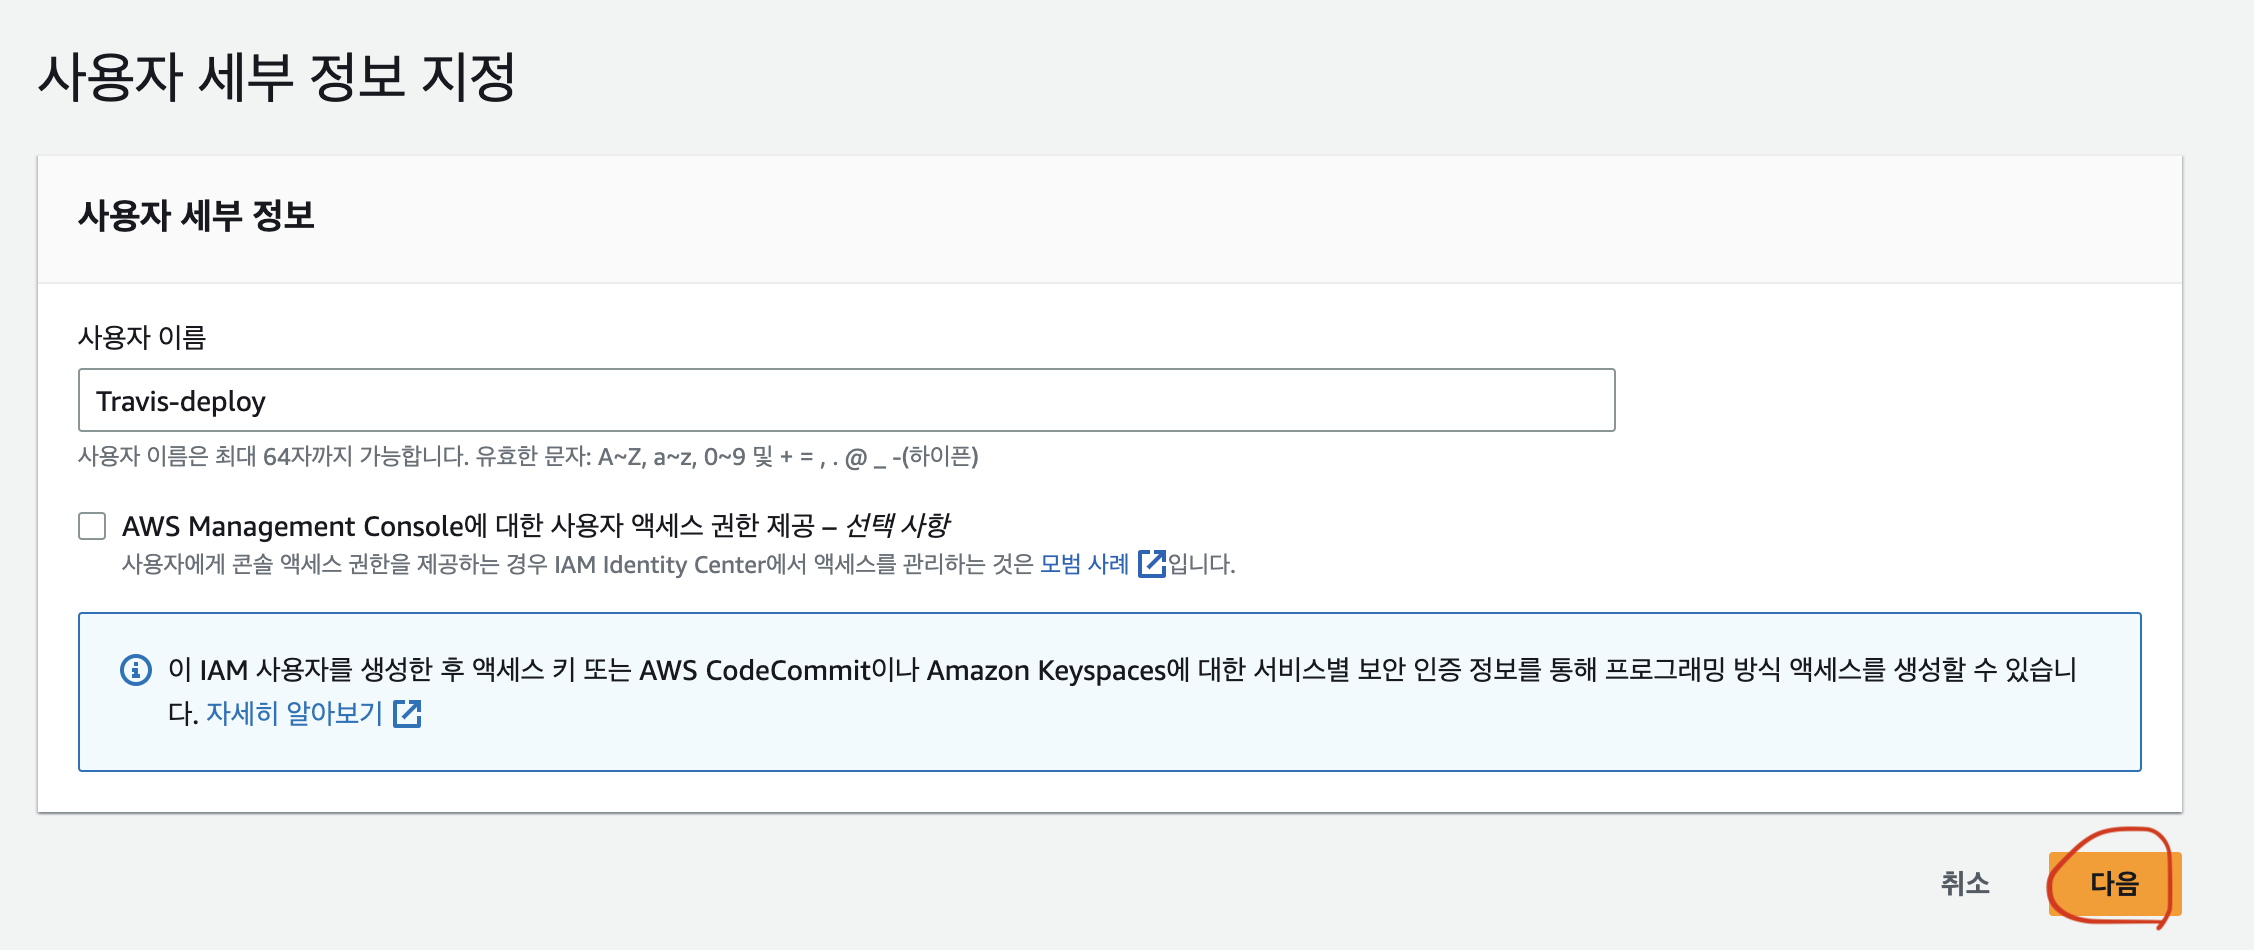 사용자 세부 정보 지정
사용자 세부 정보
사용자 이름
Travis-deploy
사용자 이름은 최대 64자까지 가능합니다. 유효한 문자: A~Z, a~z, 0~9 및 + = , . @ _ -(하이픈)
AWS Management Console에 대한 사용자 액세스 권한 제공 – 선택 사항
사용자에게 콘솔 액세스 권한을 제공하는 경우 IAM Identity Center에서 액세스를 관리하는 것은 모범 사례 입니다.
이 IAM 사용자를 생성한 후 액세스 키 또는 AWS CodeCommit이나 Amazon Keyspaces에 대한 서비스별 보안 인증 정보를 통해 프로그래밍 방식 액세스를 생성할 수 있습니
다. 자세히 알아보기
취소 다음